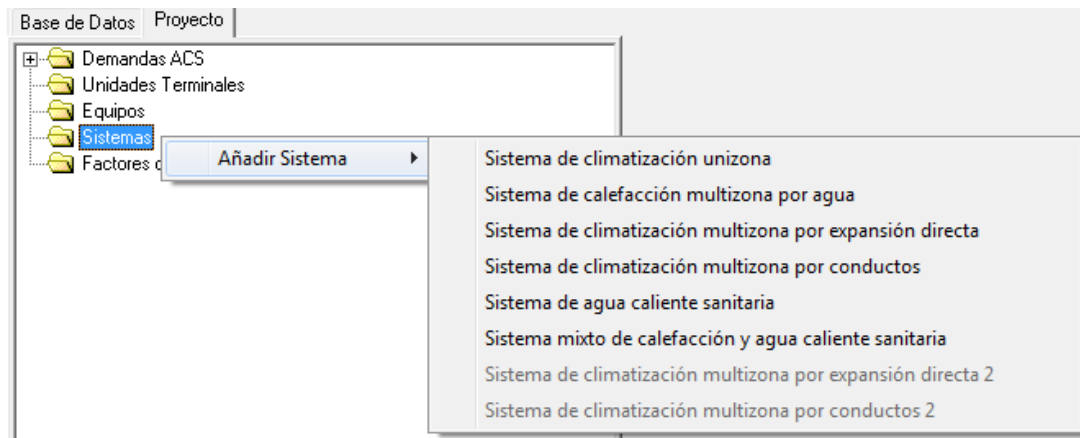 Base de Datos Proyecto
Demandas ACS
Unidades Terminales
Equipos
Sistemas
Factores
Añadir Sistema
Sistema de climatización unizona
Sistema de calefacción multizona por agua
Sistema de climatización multizona por expansión directa
Sistema de climatización multizona por conductos
Sistema de agua caliente sanitaria
Sistema mixto de calefacción y agua caliente sanitaria
Sistema de climatización multizona por expansión directa 2
Sistema de climatización multizona por conductos 2